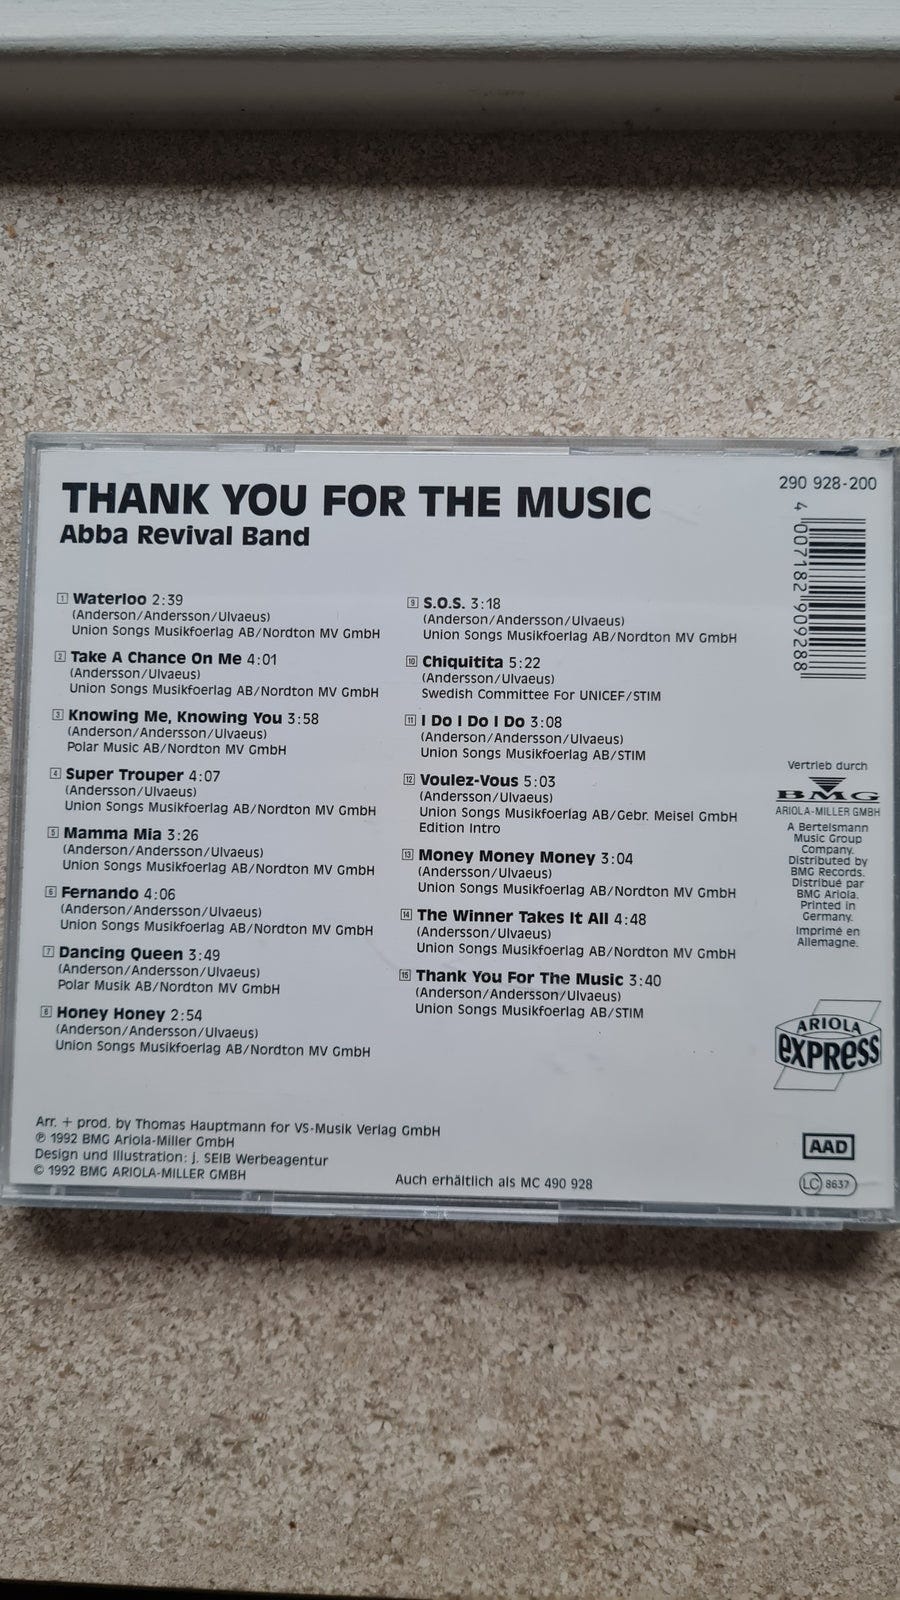 THANK YOU FOR THE MUSIC
Abba Revival Band
1 Waterloo 2:39
(Anderson/Andersson/Ulvaeus)
Union Songs Musikfoerlag AB/Nordton MV GmbH
2 Take A Chance On Me 4:01
(Andersson/Ulvaeus)
Union Songs Musikfoerlag AB/Nordton MV GmbH
3 Knowing Me, Knowing You 3:58
(Anderson/Andersson/Ulvaeus)
Polar Music AB/Nordton MV GmbH
4 Super Trouper 4:07
(Andersson/Ulvaeus)
Union Songs Musikfoerlag AB/Nordton MV GmbH
5 Mamma Mia 3:26
(Anderson/Andersson/Ulvaeus)
Union Songs Musikfoerlag AB/Nordton MV GmbH
6 Fernando 4:06
(Anderson/Andersson/Ulvaeus)
Union Songs Musikfoerlag AB/Nordton MV GmbH
7 Dancing Queen 3:49
(Anderson/Andersson/Ulvaeus)
Polar Musik AB/Nordton MV GmbH
8 Honey Honey 2:54
(Anderson/Andersson/Ulvaeus)
Union Songs Musikfoerlag AB/Nordton MV GmbH
9 S.O.S. 3:18
(Anderson/Andersson/Ulvaeus)
Union Songs Musikfoerlag AB/Nordton MV GmbH
10 Chiquitita 5:22
(Andersson/Ulvaeus)
Swedish Committee For UNICEF/STIM
11 I Do I Do I Do 3:08
(Anderson/Andersson/Ulvaeus)
Union Songs Musikfoerlag AB/STIM
12 Voulez-Vous 5:03
(Andersson/Ulvaeus)
Union Songs Musikfoerlag AB/Gebr. Meisel GmbH
Edition Intro
13 Money Money Money 3:04
(Andersson/Ulvaeus)
Union Songs Musikfoerlag AB/Nordton MV GmbH
14 The Winner Takes It All 4:48
(Andersson/Ulvaeus)
Union Songs Musikfoerlag AB/Nordton MV GmbH
15 Thank You For The Music 3:40
(Anderson/Andersson/Ulvaeus)
Union Songs Musikfoerlag AB/STIM
290 928-200
4 007182 909288
Vertrieb durch
BMG
ARIOLA-MILLER GMBH
A Bertelsmann
Music Group
Company.
Distributed by
BMG Records.
Distribué par
BMG Ariola.
Printed in
Germany.
Imprimé en
Allemagne.
ARIOLA
EXPRESS
AAD
LC 8637
Arr. + prod. by Thomas Hauptmann for VS-Musik Verlag GmbH
℗ 1992 BMG Ariola-Miller GmbH
Design und Illustration: J. SEIB Werbeagentur
© 1992 BMG ARIOLA-MILLER GMBH
Auch erhältlich als MC 490 928